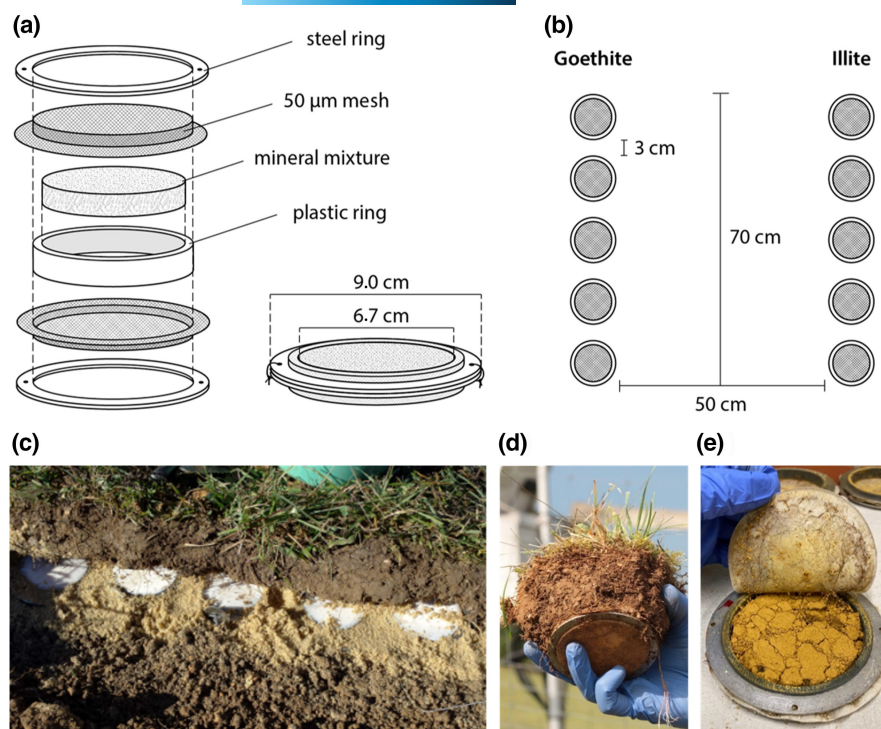 (a)
steel ring
50 µm mesh
mineral mixture
plastic ring
9.0 cm
6.7 cm
(b)
Goethite
Illite
3 cm
70 cm
50 cm
(c)
(d)
(e)